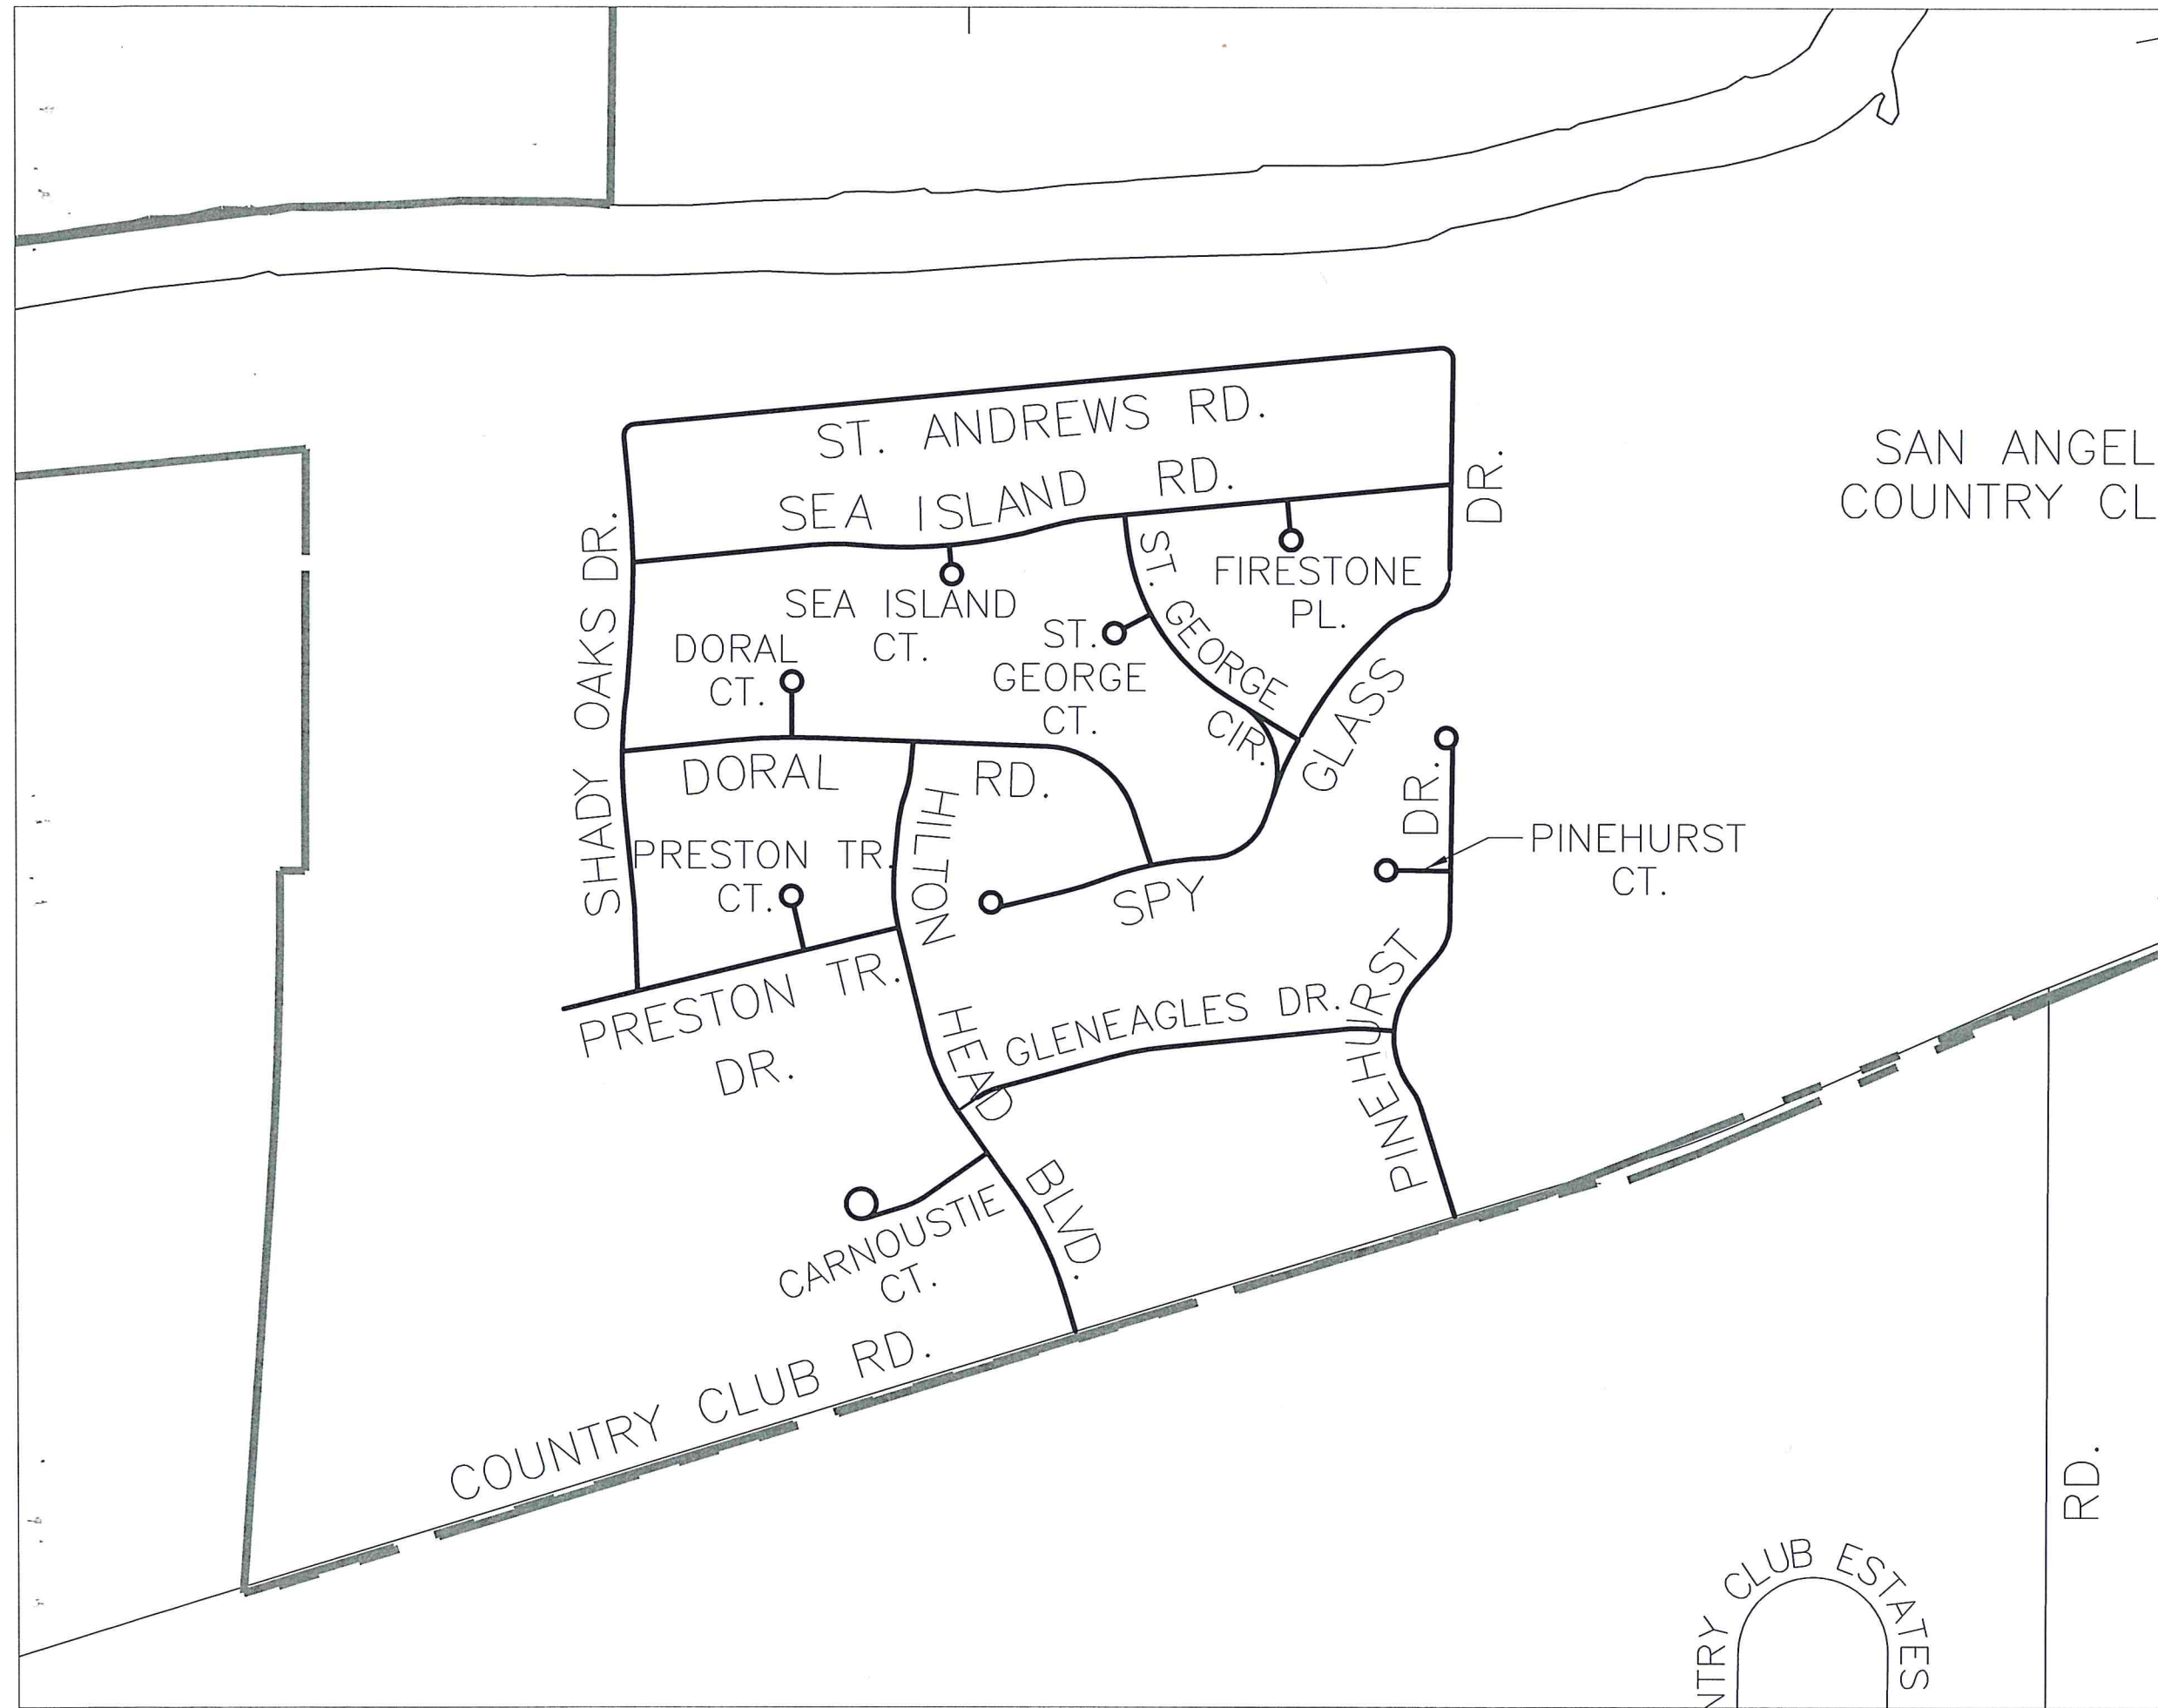 ST. ANDREWS RD.
SEA ISLAND RD.
SAN ANGEL
COUNTRY CL
SHADY OAKS DR.
SEA ISLAND
CT.
ST. GEORGE CIR.
FIRESTONE
PL.
DORAL
CT.
ST.
GEORGE
CT.
SPY GLASS DR.
DORAL RD.
HILTON HEAD BLVD.
PRESTON TR.
CT.
PINEHURST DR.
PINEHURST
CT.
PRESTON TR.
DR.
GLENEAGLES DR.
CARNOUSTIE
CT.
COUNTRY CLUB RD.
RD.
NTRY CLUB ESTATES